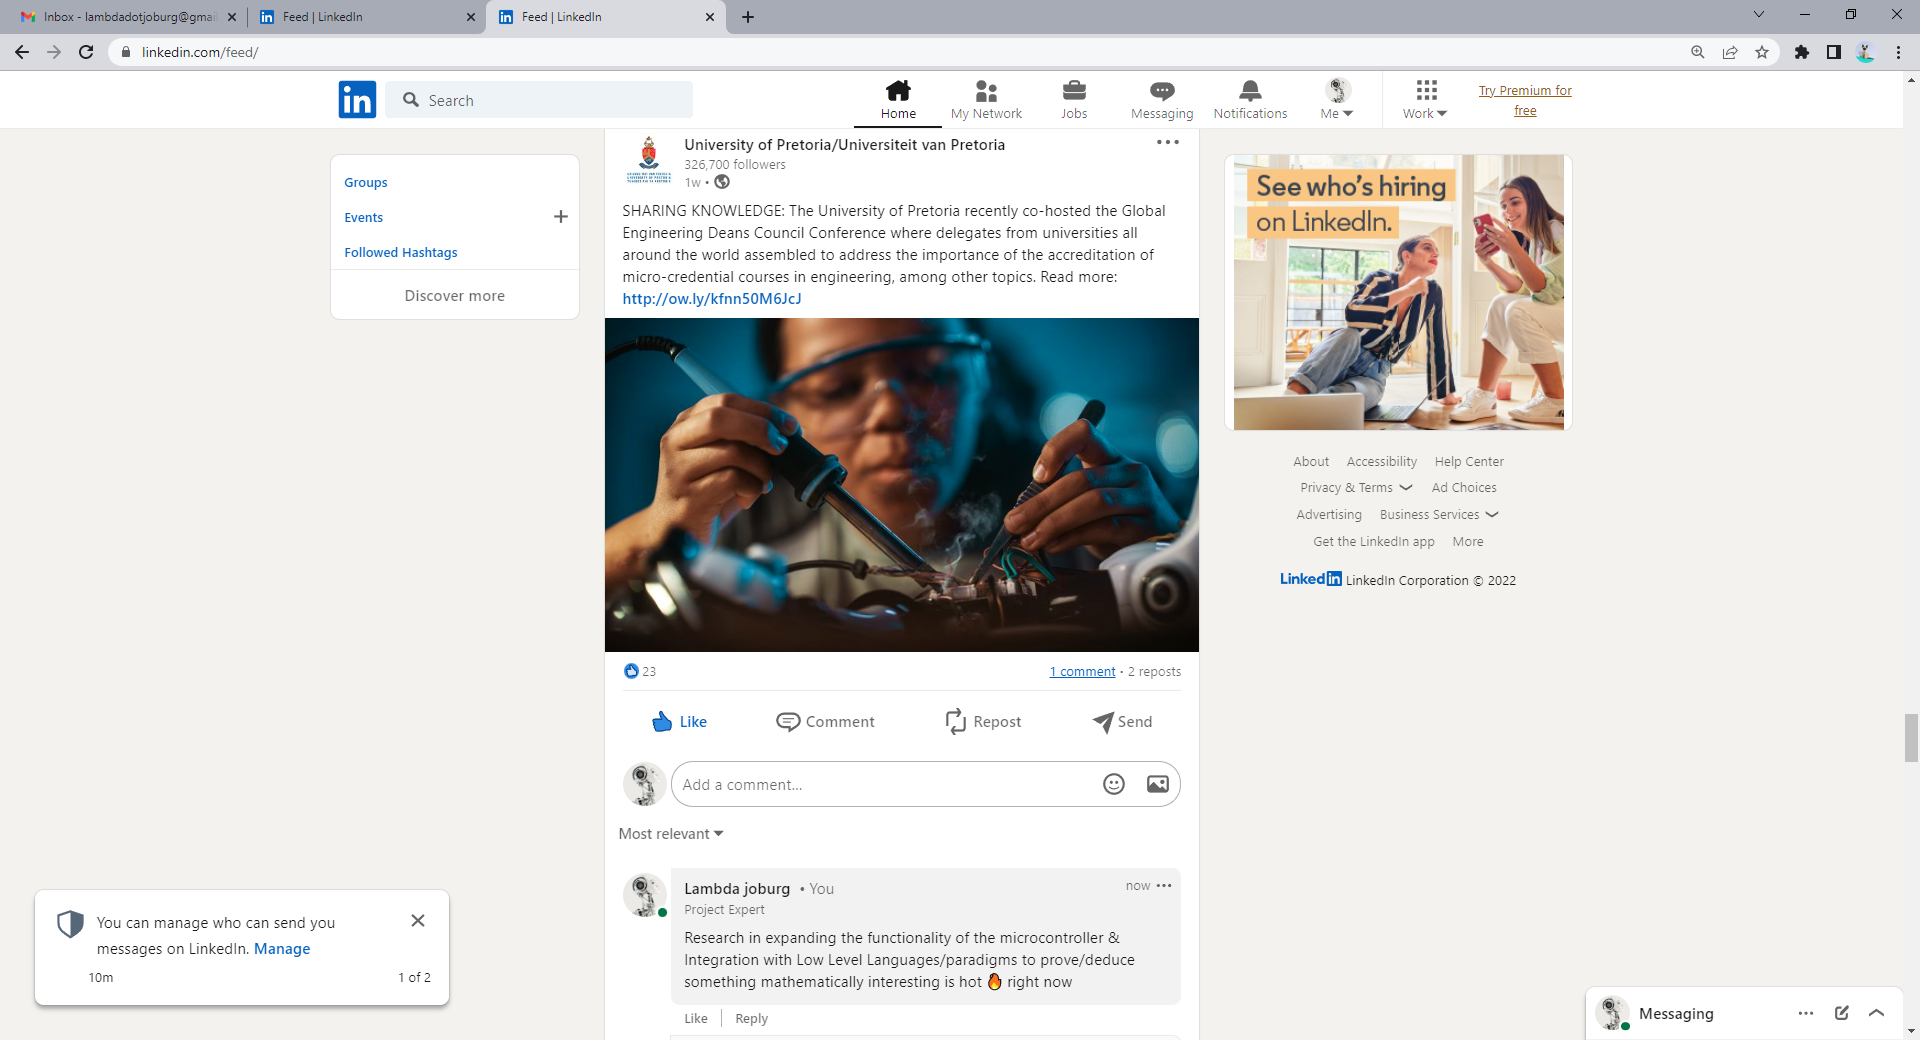 Inbox - lambdadotjoburg@gmai
Feed | LinkedIn
Feed | LinkedIn
linkedin.com/feed/
in
Search
Home
My Network
Jobs
Messaging
Notifications
Me
Work
Try Premium for
free
Groups
Events
Followed Hashtags
Discover more
University of Pretoria/Universiteit van Pretoria
326,700 followers
1w •
SHARING KNOWLEDGE: The University of Pretoria recently co-hosted the Global
Engineering Deans Council Conference where delegates from universities all
around the world assembled to address the importance of the accreditation of
micro-credential courses in engineering, among other topics. Read more:
http://ow.ly/kfnn50M6JcJ
23
1 comment • 2 reposts
Like
Comment
Repost
Send
Add a comment...
Most relevant
Lambda joburg • You
now
Project Expert
Research in expanding the functionality of the microcontroller &
Integration with Low Level Languages/paradigms to prove/deduce
something mathematically interesting is hot 🔥 right now
Like
Reply
See who's hiring
on LinkedIn.
About
Accessibility
Help Center
Privacy & Terms
Ad Choices
Advertising
Business Services
Get the LinkedIn app
More
LinkedIn LinkedIn Corporation © 2022
You can manage who can send you
messages on LinkedIn. Manage
10m
1 of 2
Messaging